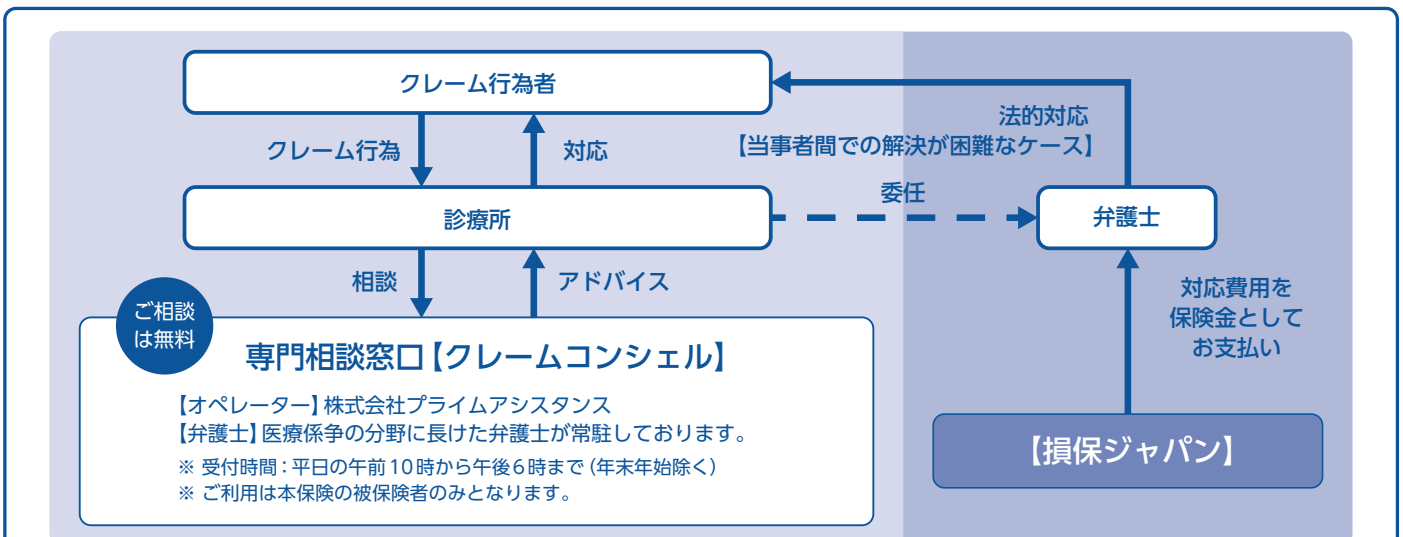 クレーム行為者
クレーム行為
対応
法的対応
【当事者間での解決が困難なケース】
診療所
委任
弁護士
相談
アドバイス
対応費用を
保険金として
お支払い
ご相談
は無料
専門相談窓口【クレームコンシェル】
【オペレーター】株式会社プライムアシスタンス
【弁護士】医療係争の分野に長けた弁護士が常駐しております。
※ 受付時間：平日の午前10時から午後6時まで（年末年始除く）
※ ご利用は本保険の被保険者のみとなります。
【損保ジャパン】